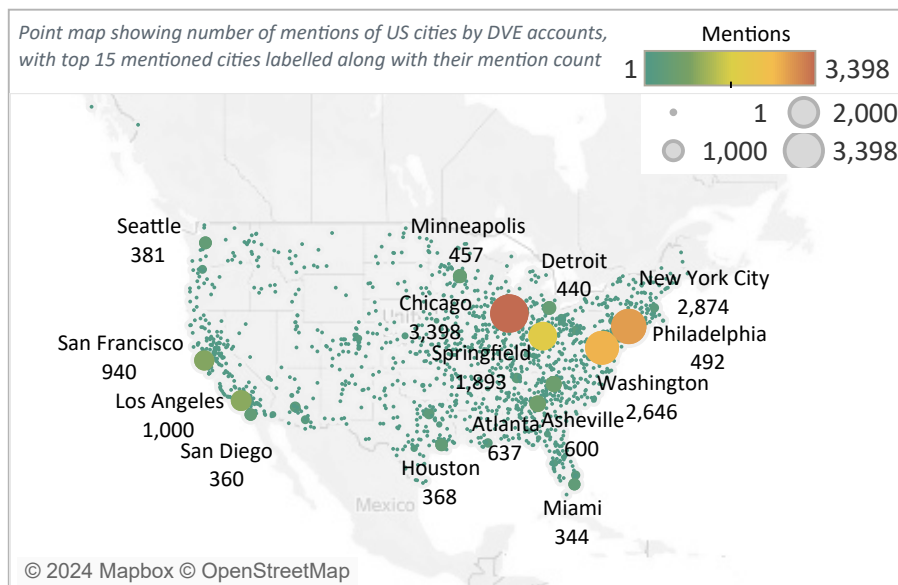 Point map showing number of mentions of US cities by DVE accounts,
with top 15 mentioned cities labelled along with their mention count
Mentions
1
3,398
1
2,000
1,000
3,398
Seattle
381
Minneapolis
457
Detroit
440
New York City
2,874
Chicago
3,398
Philadelphia
492
San Francisco
940
Springfield
1,893
Washington
2,646
Los Angeles
1,000
Atlanta
637
Asheville
600
San Diego
360
Houston
368
Miami
344
Mexico
© 2024 Mapbox © OpenStreetMap